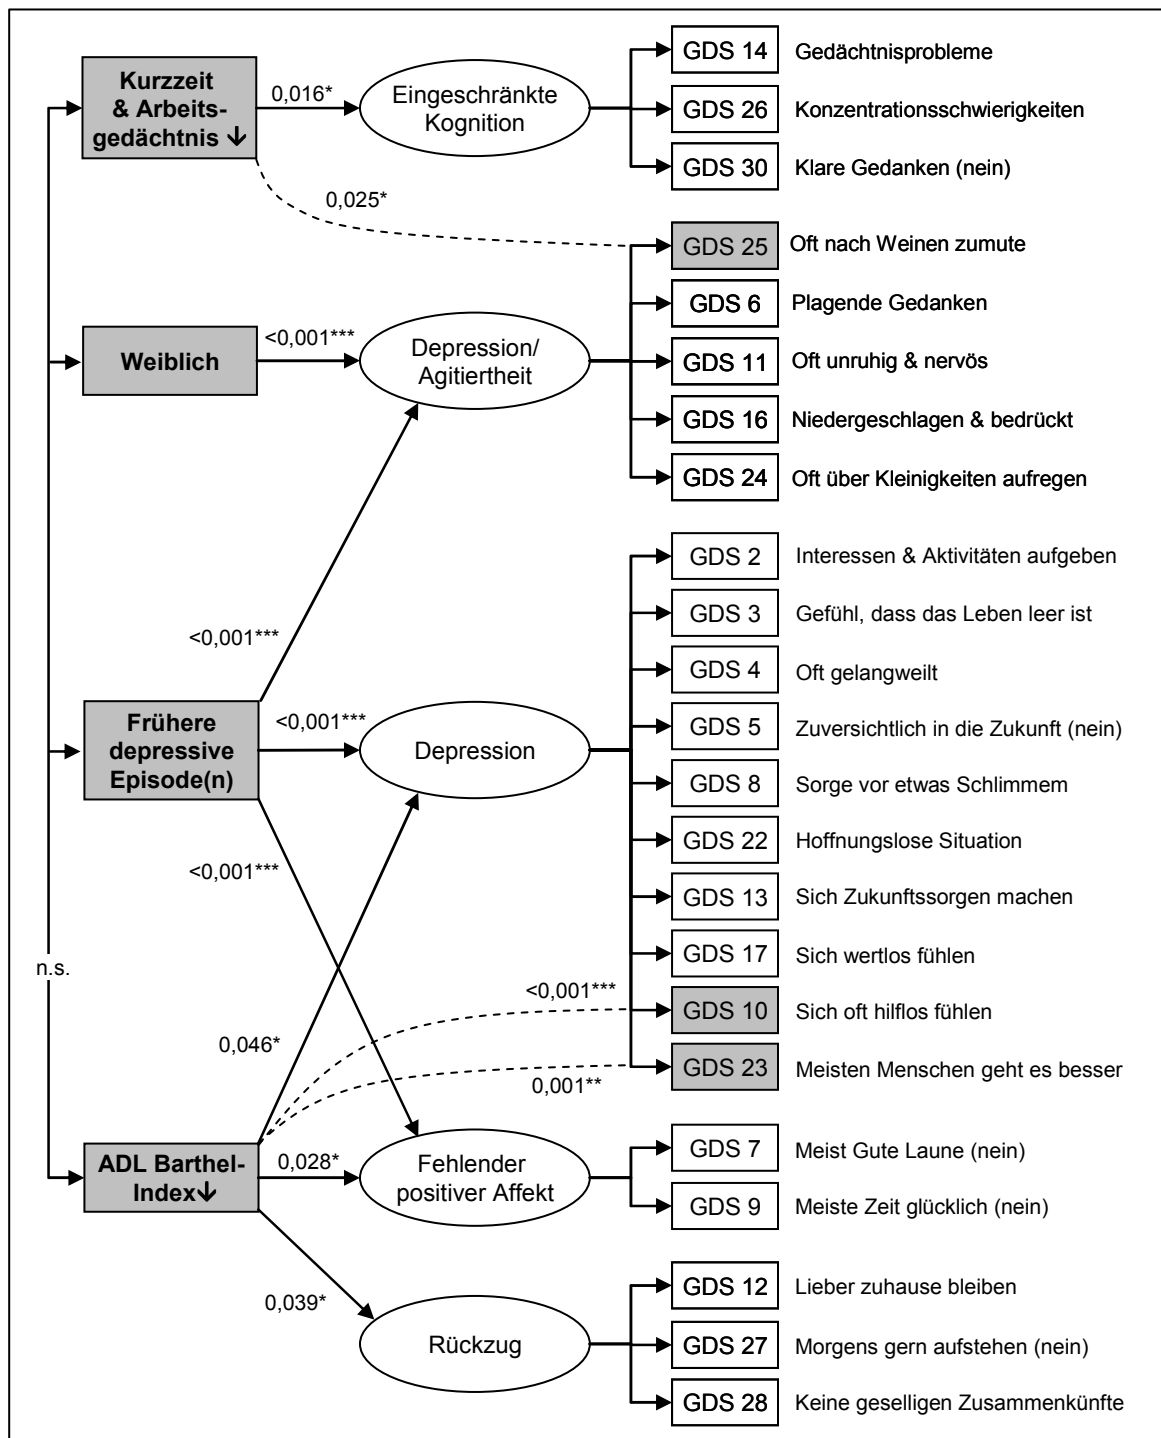 Kurzzeit
& Arbeits-
gedächtnis ↓
0,016*
Eingeschränkte
Kognition
GDS 14 Gedächtnisprobleme
GDS 26 Konzentrationsschwierigkeiten
GDS 30 Klare Gedanken (nein)
0,025*
GDS 25 Oft nach Weinen zumute
GDS 6 Plagende Gedanken
Weiblich
<0,001***
Depression/
Agitiertheit
GDS 11 Oft unruhig & nervös
GDS 16 Niedergeschlagen & bedrückt
GDS 24 Oft über Kleinigkeiten aufregen
GDS 2 Interessen & Aktivitäten aufgeben
GDS 3 Gefühl, dass das Leben leer ist
<0,001***
GDS 4 Oft gelangweilt
Frühere
depressive
Episode(n)
<0,001***
Depression
GDS 5 Zuversichtlich in die Zukunft (nein)
GDS 8 Sorge vor etwas Schlimmem
GDS 22 Hoffnungslose Situation
<0,001***
GDS 13 Sich Zukunftssorgen machen
GDS 17 Sich wertlos fühlen
n.s.
<0,001***
GDS 10 Sich oft hilflos fühlen
0,046*
GDS 23 Meisten Menschen geht es besser
0,001**
ADL Barthel-
Index↓
0,028*
Fehlender
positiver Affekt
GDS 7 Meist Gute Laune (nein)
GDS 9 Meiste Zeit glücklich (nein)
0,039*
Rückzug
GDS 12 Lieber zuhause bleiben
GDS 27 Morgens gern aufstehen (nein)
GDS 28 Keine geselligen Zusammenkünfte